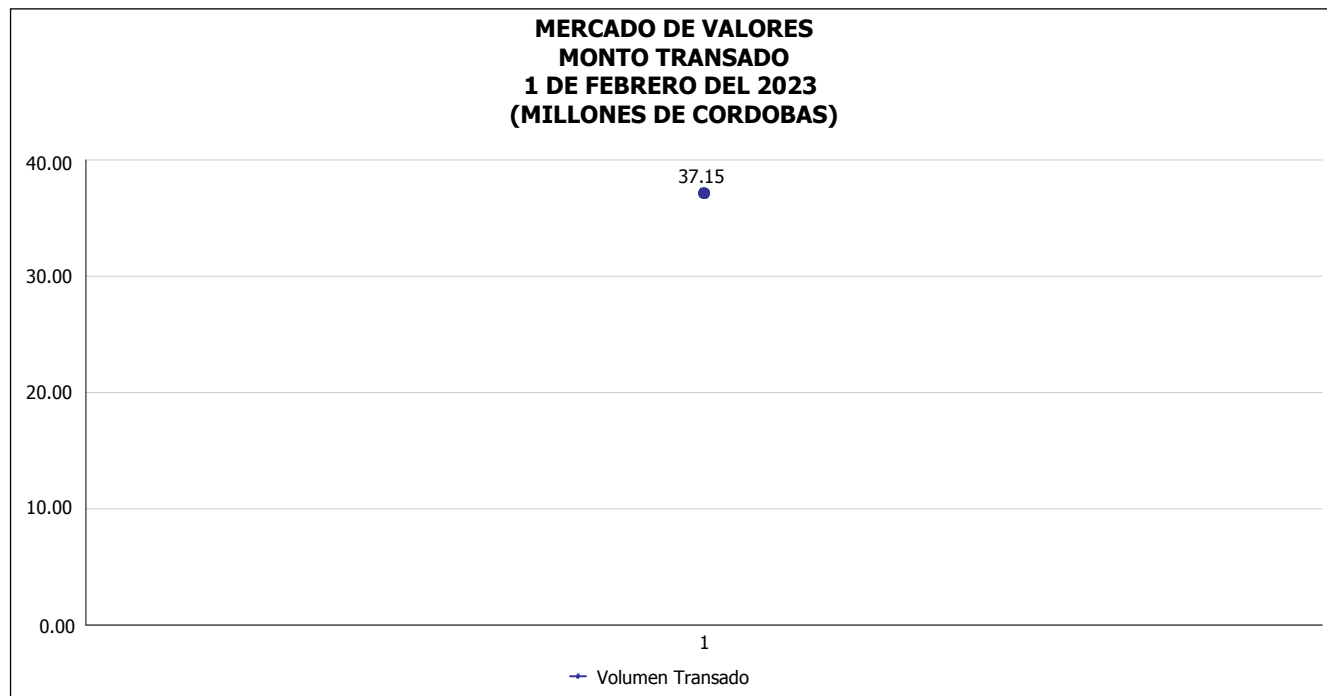 MERCADO DE VALORES
MONTO TRANSADO
1 DE FEBRERO DEL 2023
(MILLONES DE CORDOBAS)
40.00
37.15
30.00
20.00
10.00
0.00
1
Volumen Transado